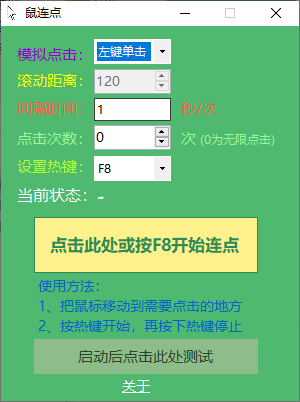 鼠连点
模拟点击： 左键单击
滚动距离： 120
间隔时间： 1 秒/次
点击次数： 0 次 (0为无限点击)
设置热键： F8
当前状态： -
点击此处或按F8开始连点
使用方法：
1、把鼠标移动到需要点击的地方
2、按热键开始，再按下热键停止
启动后点击此处测试
关于